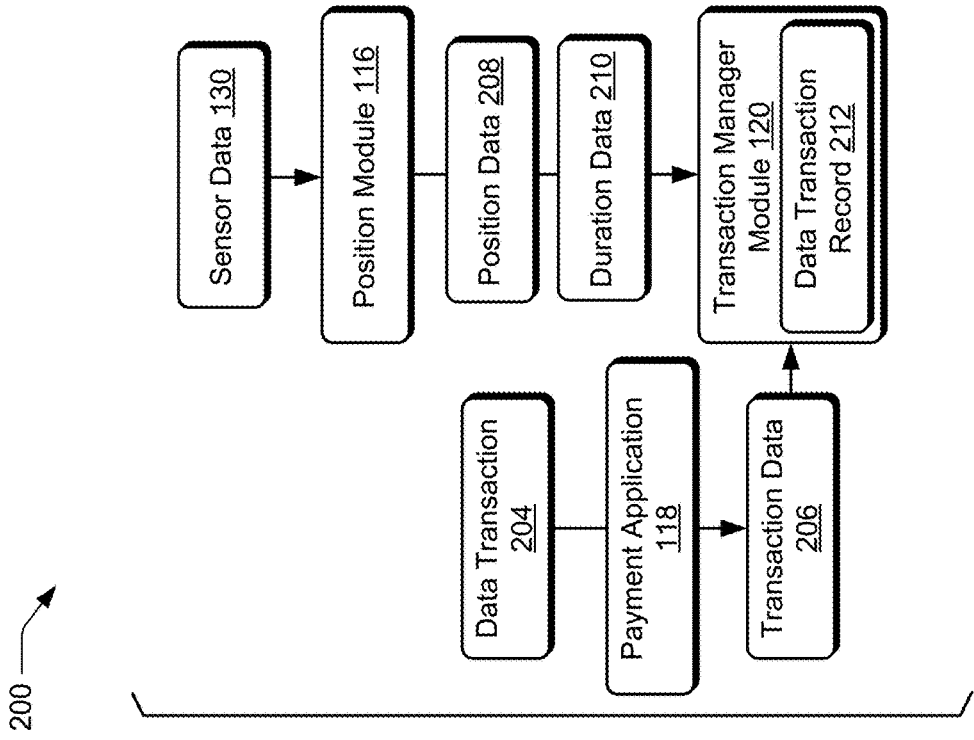 200
Sensor Data 130
Position Module 116
Position Data 208
Duration Data 210
Transaction Manager
Module 120
Data Transaction
Record 212
Data Transaction
204
Payment Application
118
Transaction Data
206